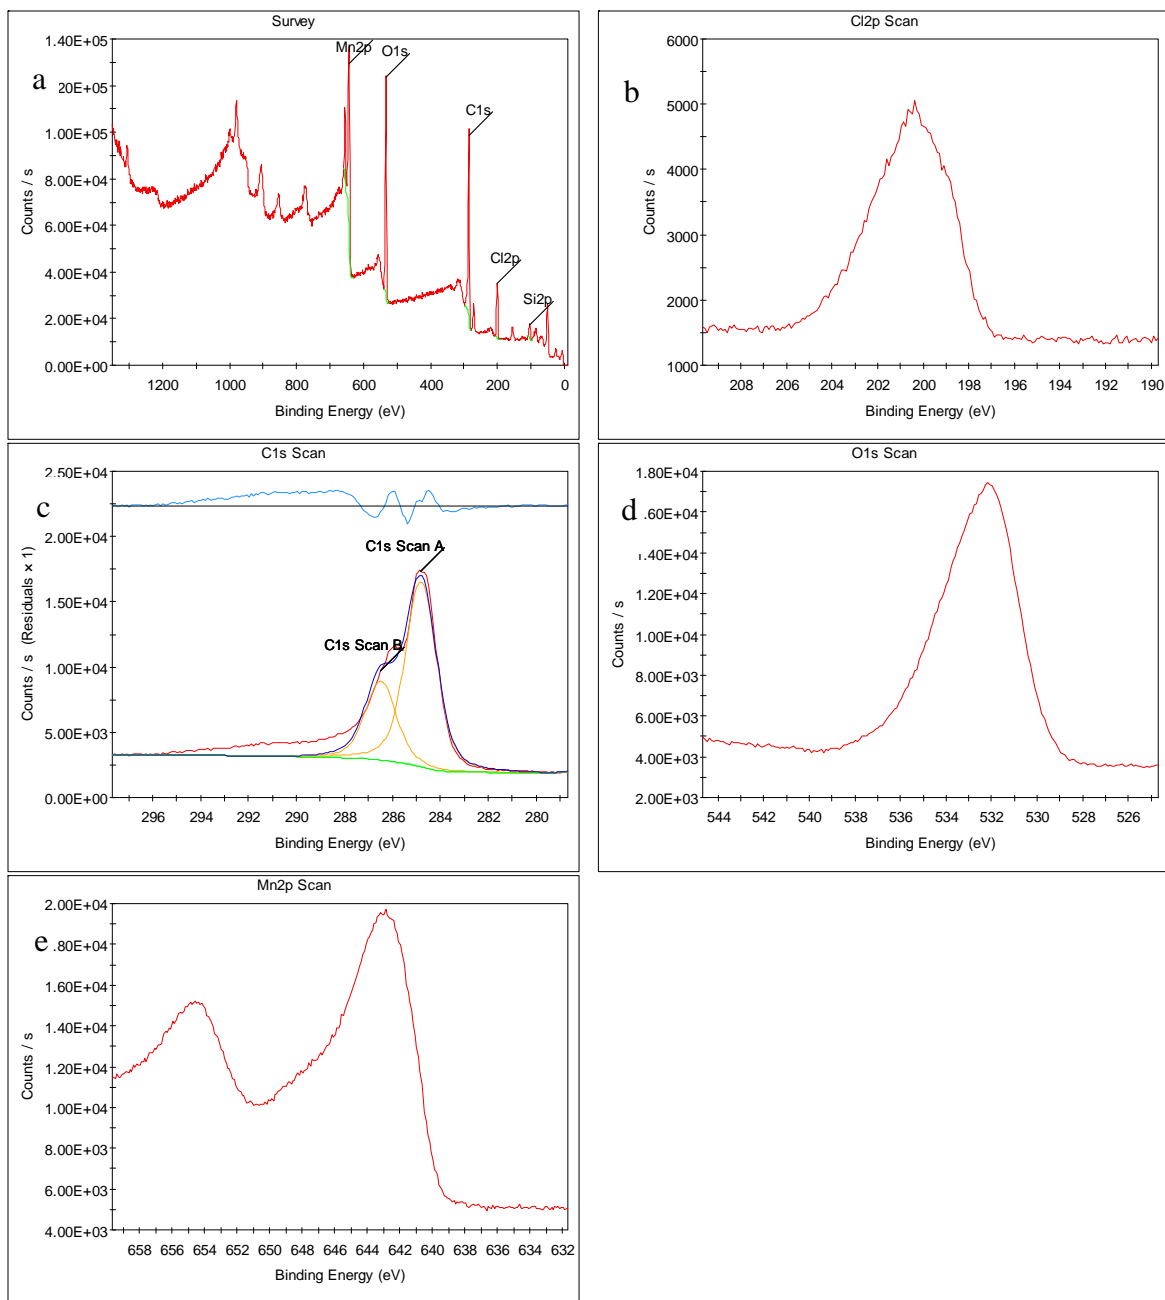 Survey
a
Counts / s
1.40E+05
1.20E+05
1.00E+05
8.00E+04
6.00E+04
4.00E+04
2.00E+04
0.00E+00
Mn2p
O1s
C1s
Cl2p
Si2p
1200 1000 800 600 400 200 0
Binding Energy (eV)
Cl2p Scan
b
Counts / s
6000
5000
4000
3000
2000
1000
208 206 204 202 200 198 196 194 192 190
Binding Energy (eV)
C1s Scan
c
Counts / s (Residuals × 1)
2.50E+04
2.00E+04
1.50E+04
1.00E+04
5.00E+03
0.00E+00
C1s Scan A
C1s Scan B
296 294 292 290 288 286 284 282 280
Binding Energy (eV)
O1s Scan
d
Counts / s
1.80E+04
1.60E+04
1.40E+04
1.20E+04
1.00E+04
8.00E+03
6.00E+03
4.00E+03
2.00E+03
544 542 540 538 536 534 532 530 528 526
Binding Energy (eV)
Mn2p Scan
e
Counts / s
2.00E+04
1.80E+04
1.60E+04
1.40E+04
1.20E+04
1.00E+04
8.00E+03
6.00E+03
4.00E+03
658 656 654 652 650 648 646 644 642 640 638 636 634 632
Binding Energy (eV)